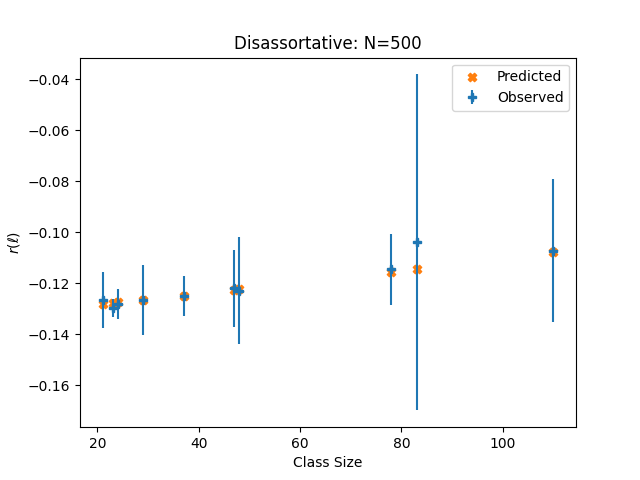 Disassortative: N=500
Predicted
Observed
−0.04
−0.06
−0.08
−0.10
−0.12
−0.14
−0.16
r(ℓ)
20 40 60 80 100
Class Size